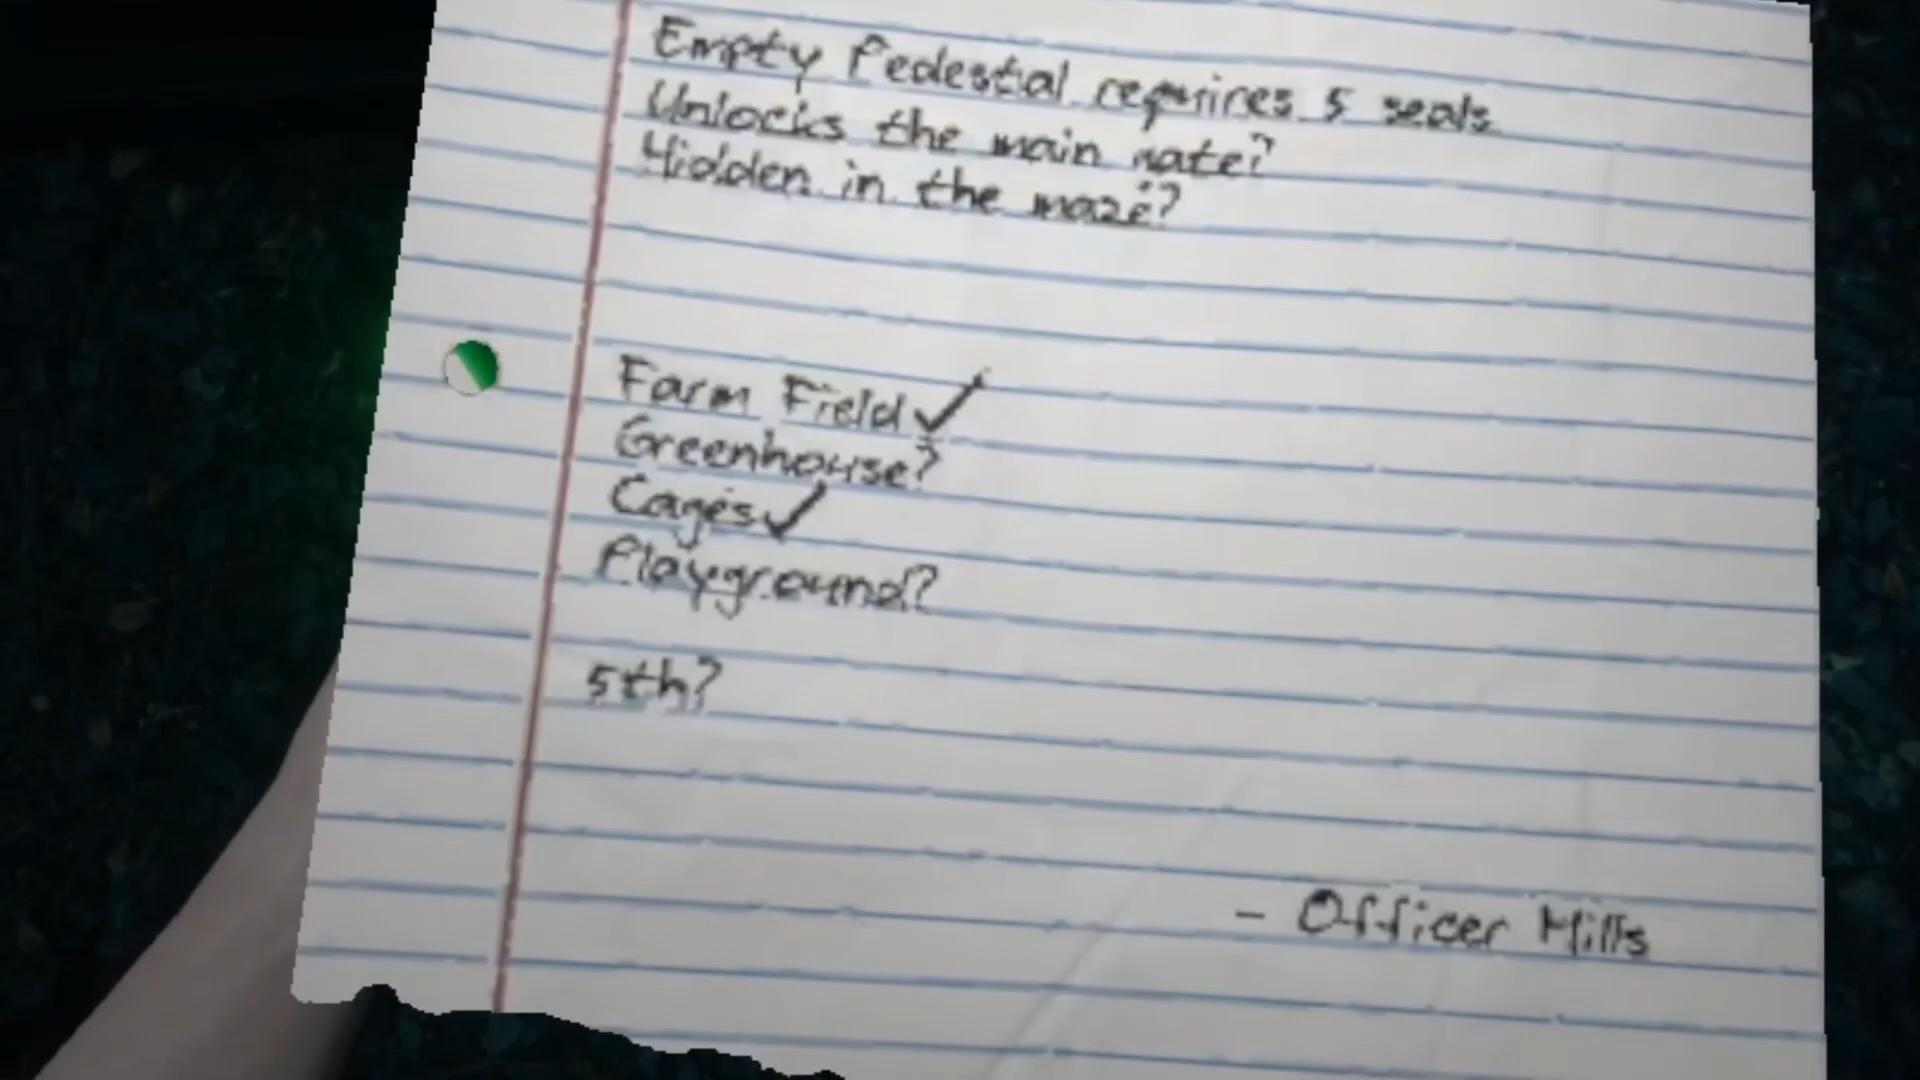 Empty Pedestial requires 5 seals
Unlocks the main gate?
Hidden in the maze?
Farm Field✓
Greenhouse?
Cages✓
Playground?
5th?
- Officer Mills